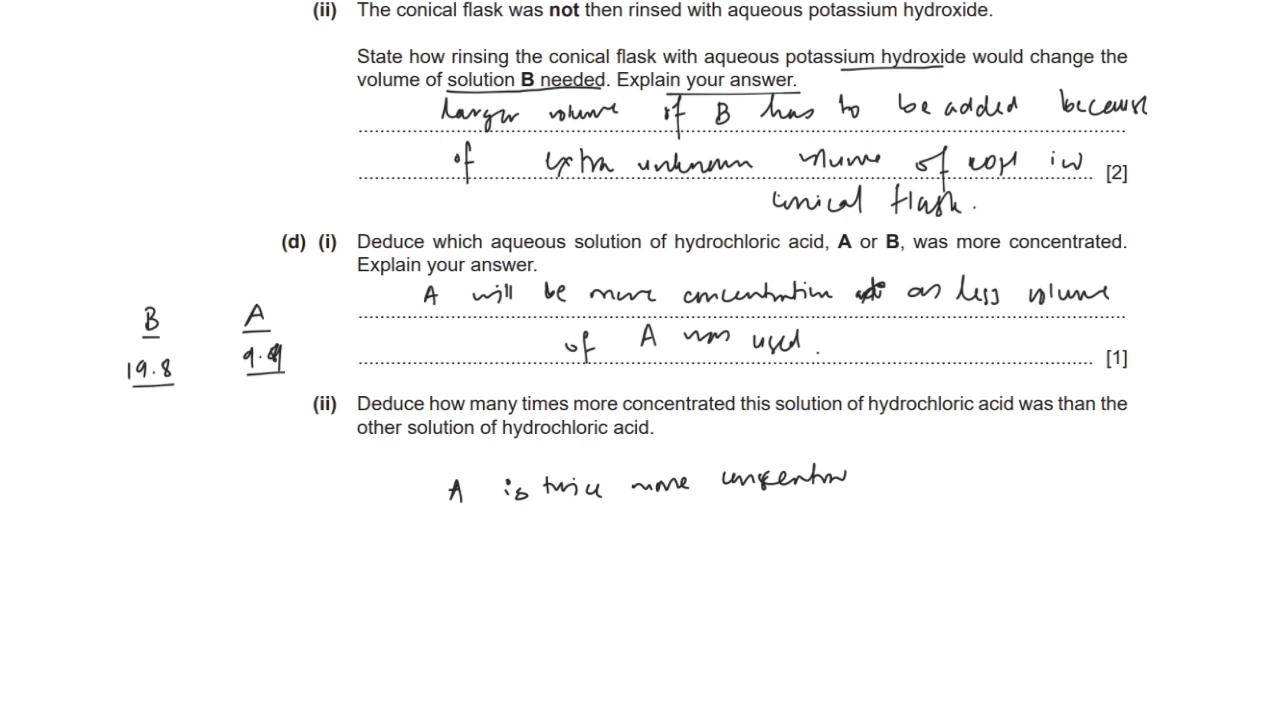 (ii) The conical flask was not then rinsed with aqueous potassium hydroxide.
State how rinsing the conical flask with aqueous potassium hydroxide would change the
volume of solution B needed. Explain your answer.
larger volume of B has to be added because
of extra unknown volume of in [2]
conical flask.
(d) (i) Deduce which aqueous solution of hydrochloric acid, A or B, was more concentrated.
Explain your answer.
A will be more concentration as less volume
of A was used. [1]
B A
19.8 9.9
(ii) Deduce how many times more concentrated this solution of hydrochloric acid was than the
other solution of hydrochloric acid.
A is twice more